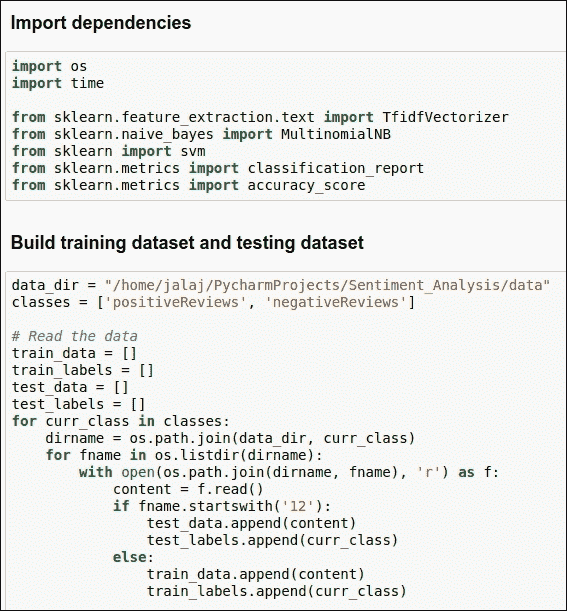 Import dependencies
import os
import time
from sklearn.feature_extraction.text import TfidfVectorizer
from sklearn.naive_bayes import MultinomialNB
from sklearn import svm
from sklearn.metrics import classification_report
from sklearn.metrics import accuracy_score
Build training dataset and testing dataset
data_dir = "/home/jalaj/PycharmProjects/Sentiment_Analysis/data"
classes = ['positiveReviews', 'negativeReviews']
# Read the data
train_data = []
train_labels = []
test_data = []
test_labels = []
for curr_class in classes:
    dirname = os.path.join(data_dir, curr_class)
    for fname in os.listdir(dirname):
        with open(os.path.join(dirname, fname), 'r') as f:
            content = f.read()
            if fname.startswith('12'):
                test_data.append(content)
                test_labels.append(curr_class)
            else:
                train_data.append(content)
                train_labels.append(curr_class)